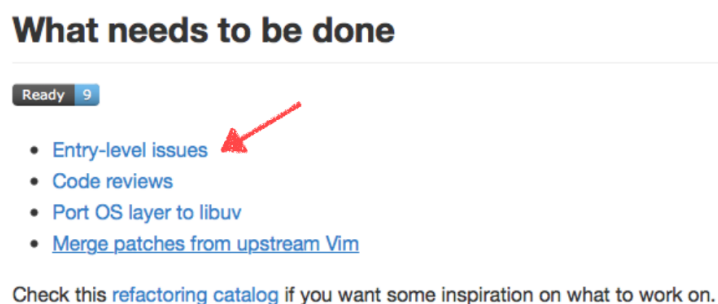 What needs to be done
Ready 9
Entry-level issues
Code reviews
Port OS layer to libuv
Merge patches from upstream Vim
Check this refactoring catalog if you want some inspiration on what to work on.